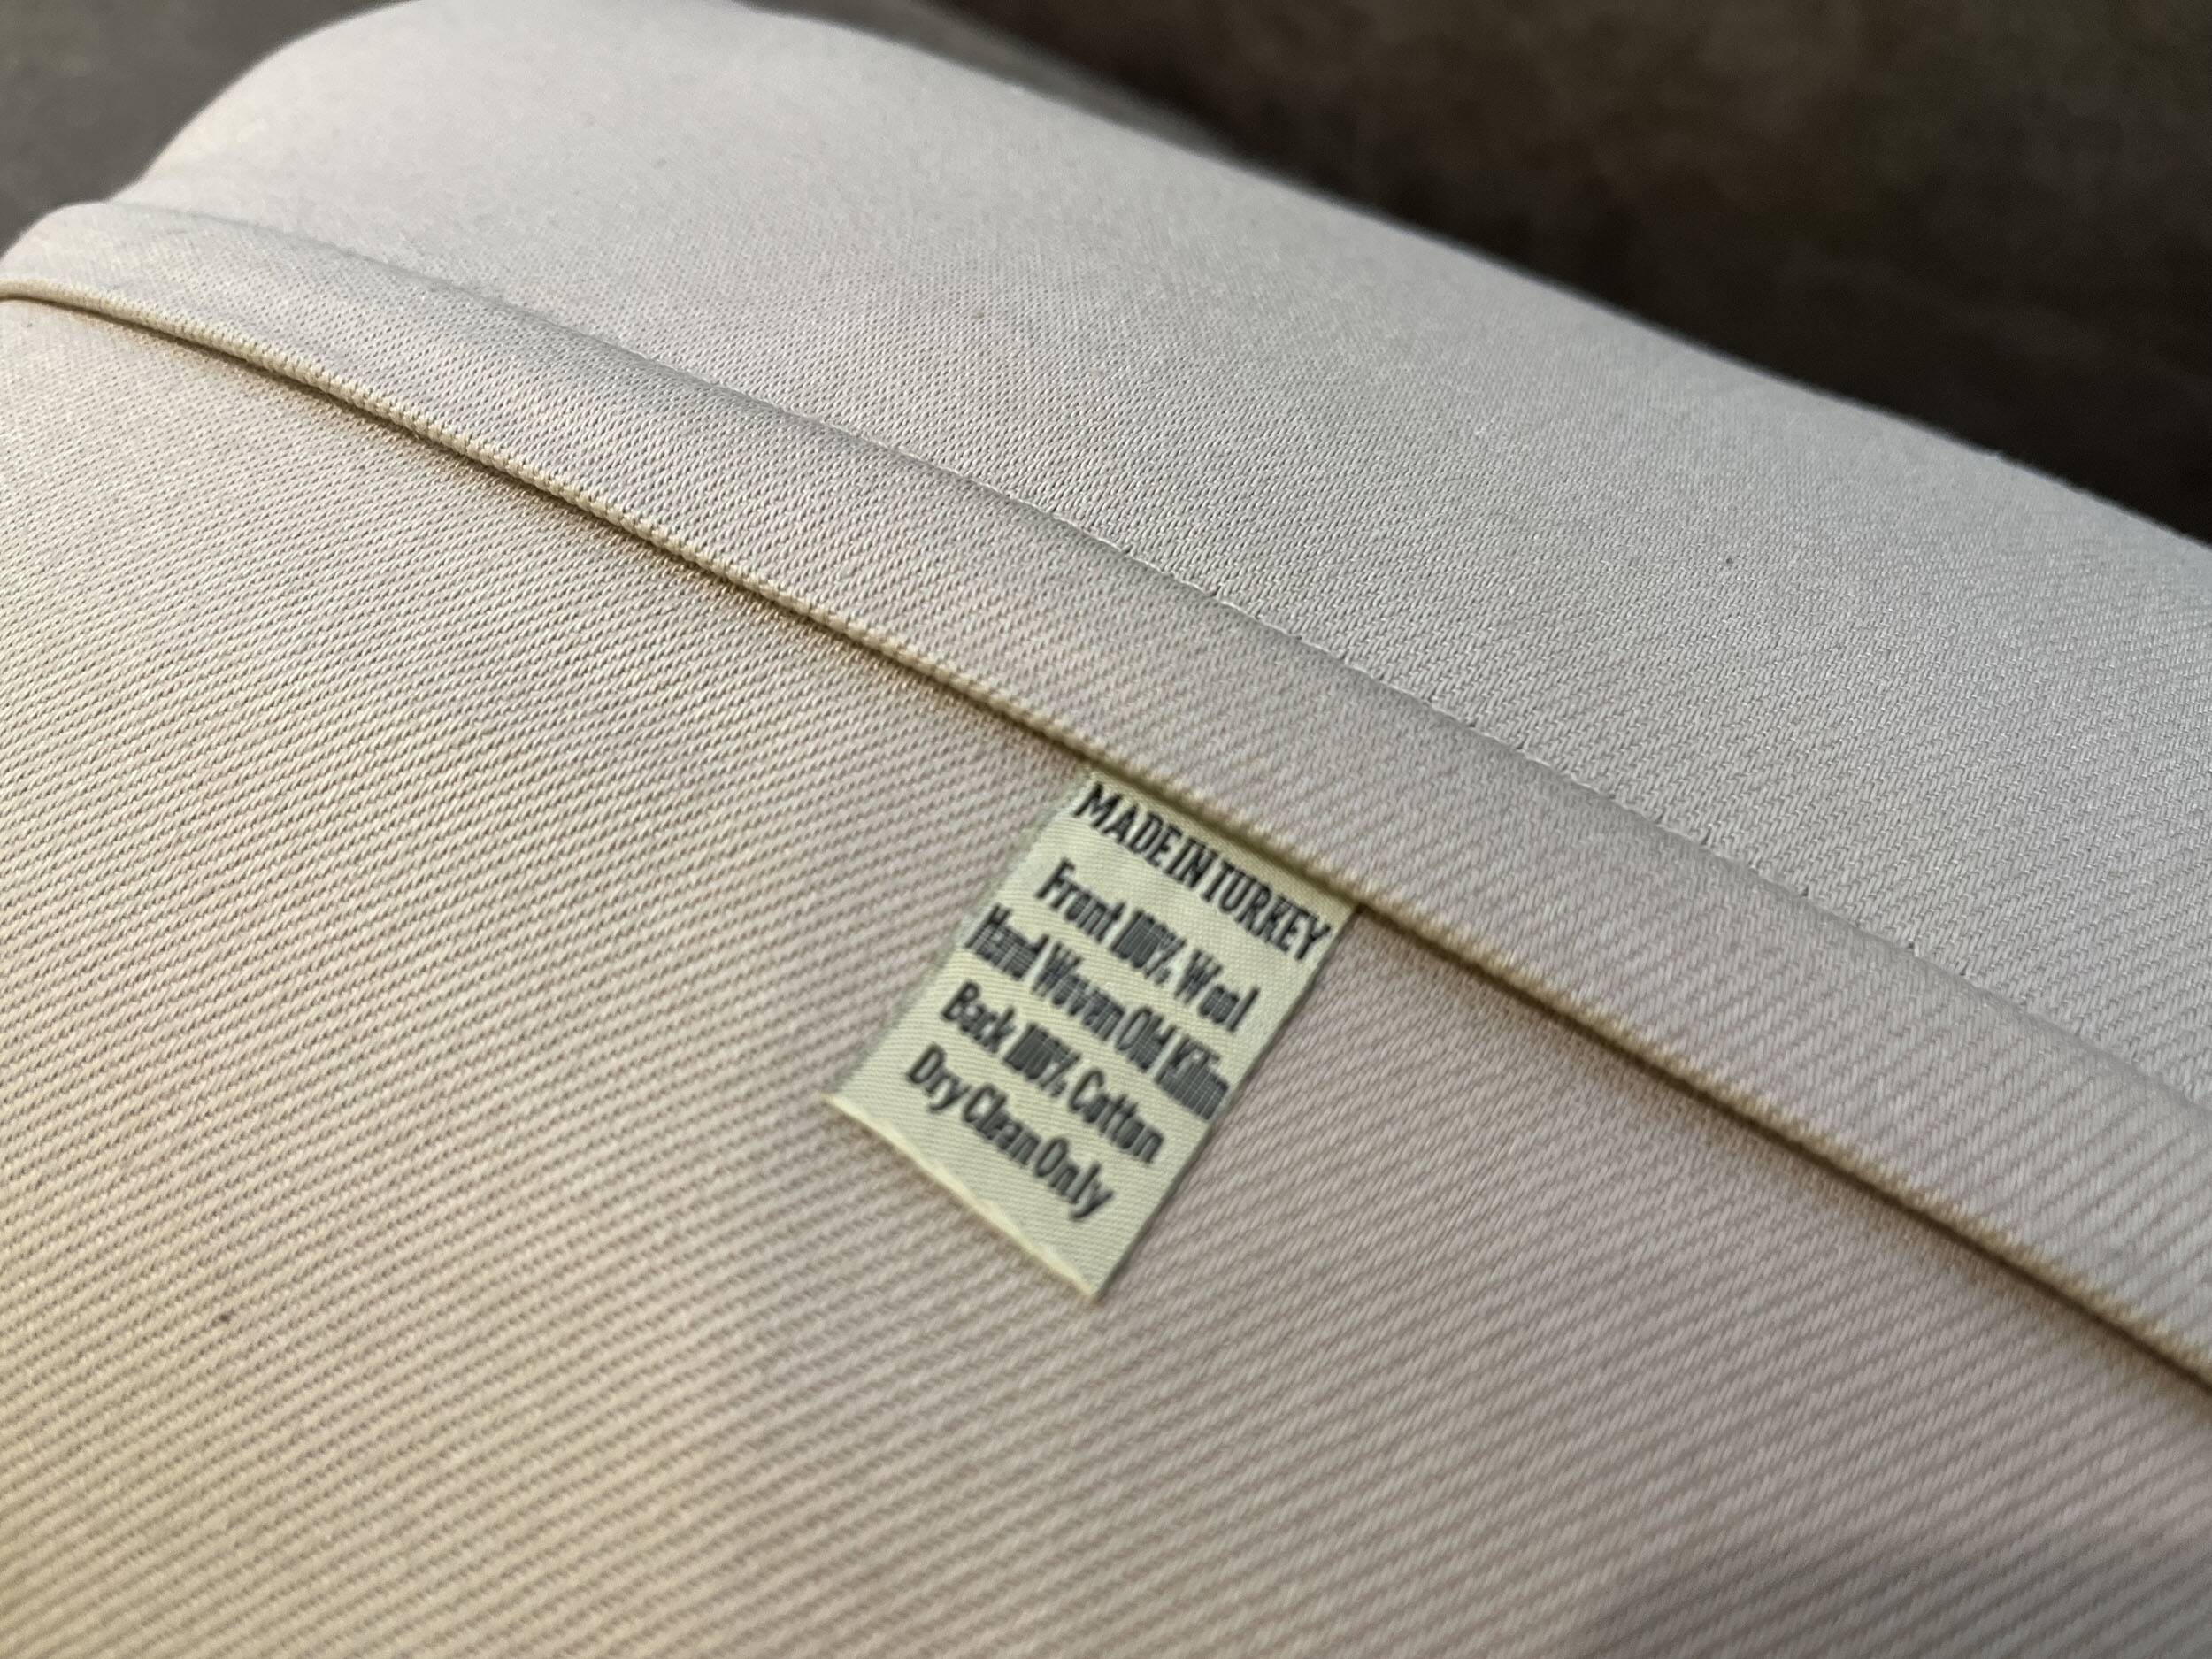 MADE IN TURKEY
Front 100% Wool
Hand Woven Old Kilim
Back 100% Cotton
Dry Clean Only